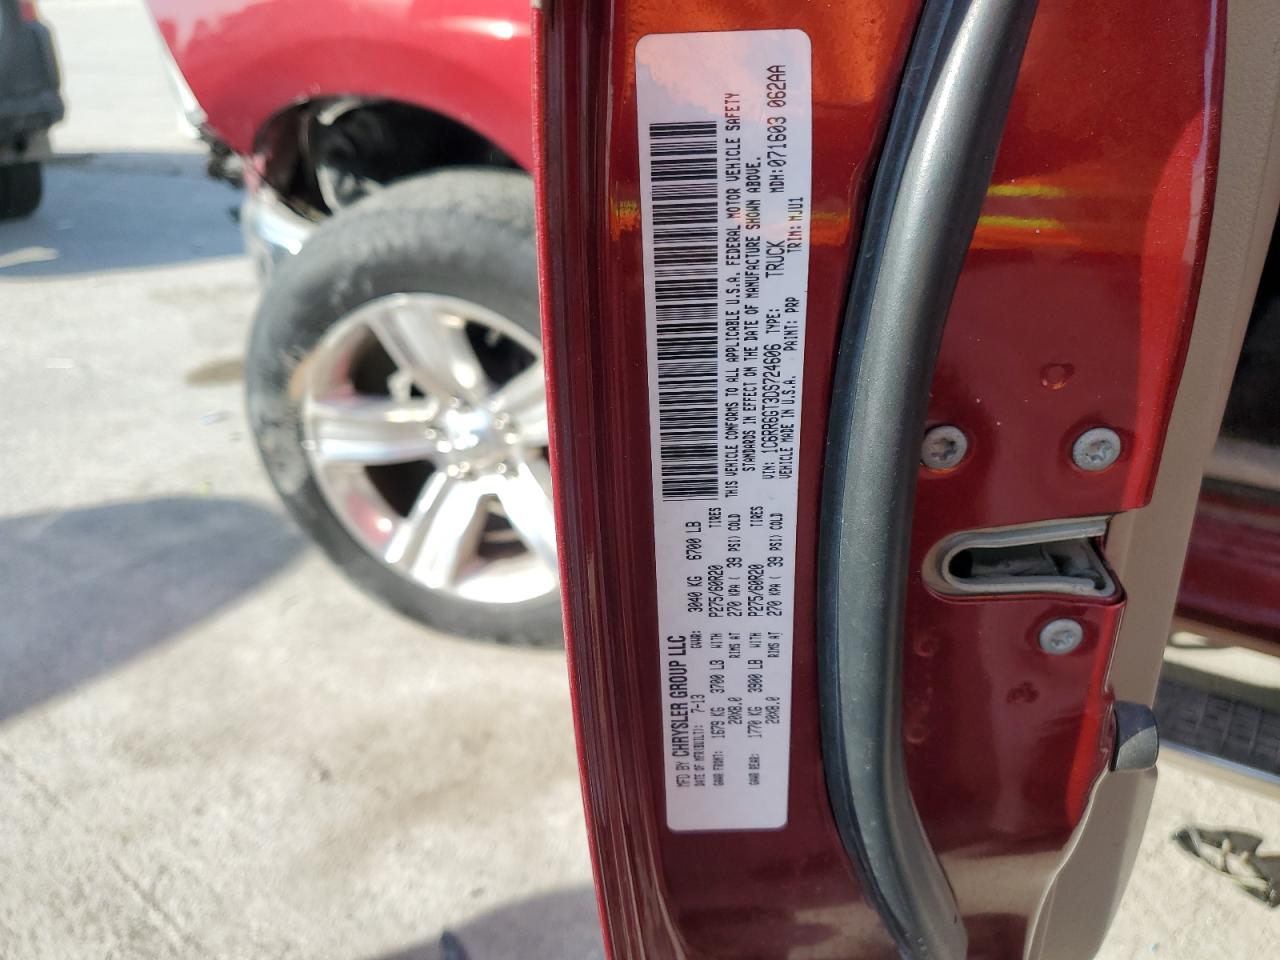 MFD BY CHRYSLER GROUP LLC
DATE OF MFR(BUILT): 7-13 GVWR: 3040 KG 6700 LB
GAWR FRONT: 1679 KG 3700 LB WITH P275/60R20 TIRES
20X8.0 RIMS AT 270 KPA ( 39 PSI) COLD
GAWR REAR: 1770 KG 3900 LB WITH P275/60R20 TIRES
20X8.0 RIMS AT 270 KPA ( 39 PSI) COLD
THIS VEHICLE CONFORMS TO ALL APPLICABLE U.S.A. FEDERAL MOTOR VEHICLE SAFETY
STANDARDS IN EFFECT ON THE DATE OF MANUFACTURE SHOWN ABOVE.
VIN: 1C6RR6GT3DS724606 TYPE: TRUCK MDH: 071603 062AA
VEHICLE MADE IN U.S.A. PAINT: PRP TRIM: MJU1